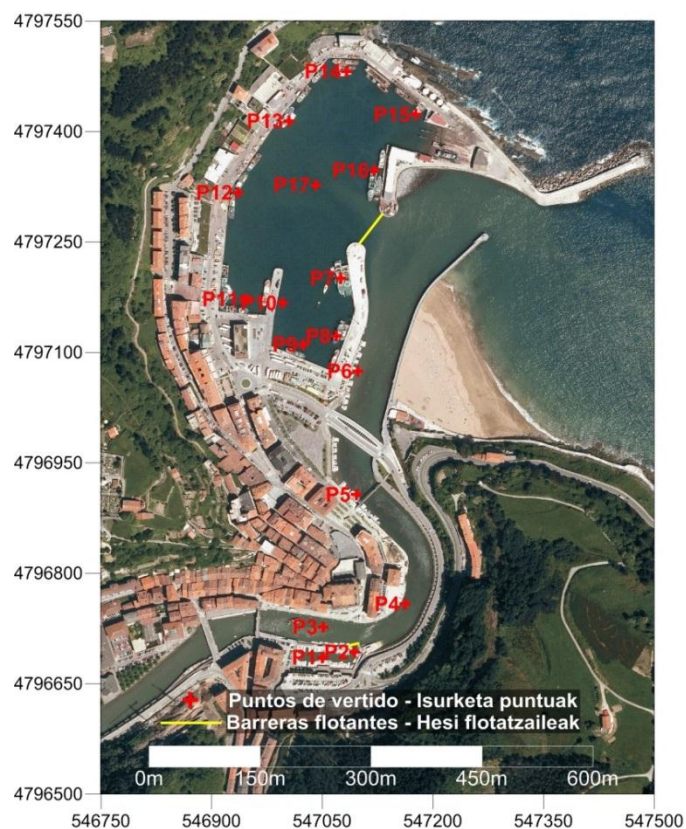 4797550
P14
P15
4797400
P13
P16
P17
P12
4797250
P7
P11
P10
P8
P9
4797100
P6
4796950
P5
4796800
P4
P3
P2
P1
4796650
Puntos de vertido - Isurketa puntuak
Barreras flotantes - Hesi flotatzaileak
0m 150m 300m 450m 600m
4796500
546750 546900 547050 547200 547350 547500